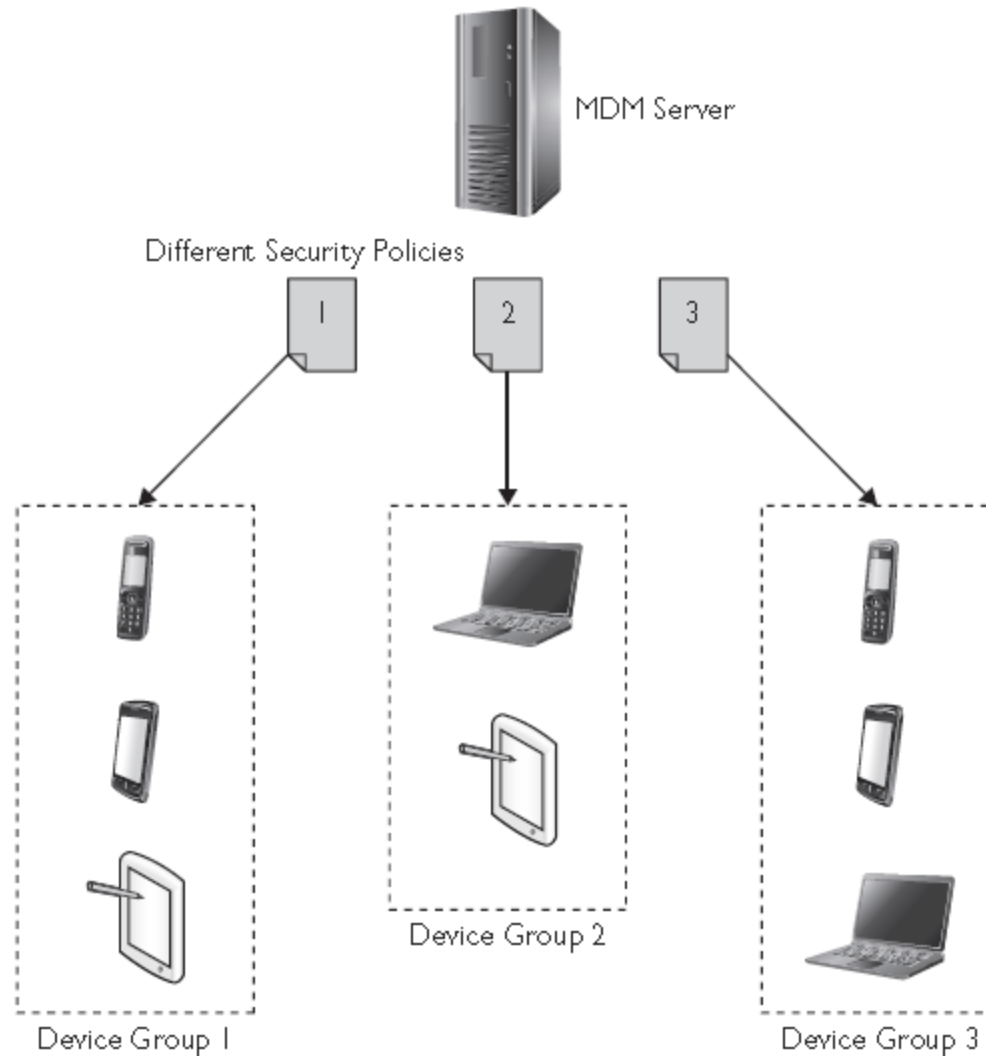 MDM Server
Different Security Policies
1
2
3
Device Group 2
Device Group 1
Device Group 3